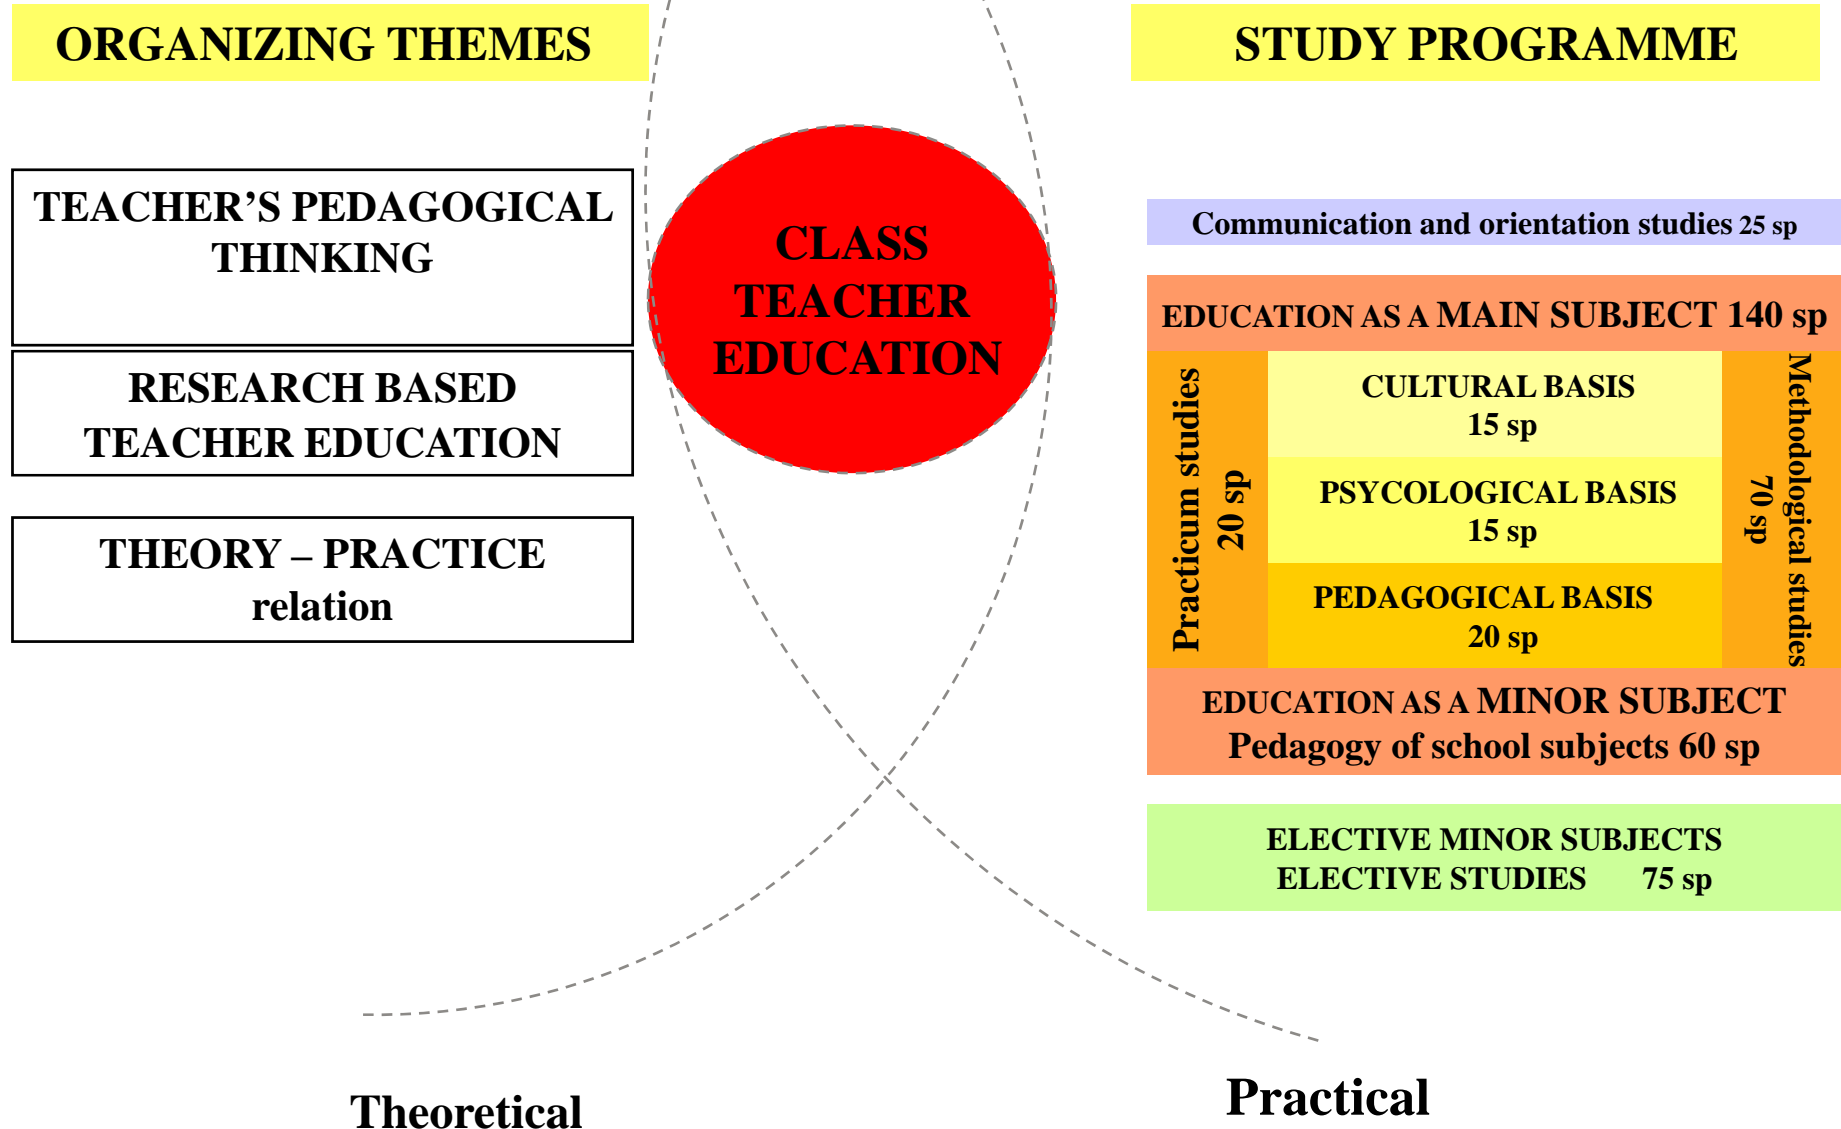 ORGANIZING THEMES
STUDY PROGRAMME
TEACHER’S PEDAGOGICAL
THINKING
RESEARCH BASED
TEACHER EDUCATION
THEORY – PRACTICE
relation
CLASS
TEACHER
EDUCATION
Communication and orientation studies 25 sp
EDUCATION AS A MAIN SUBJECT 140 sp
Practicum studies
20 sp
CULTURAL BASIS
15 sp
PSYCOLOGICAL BASIS
15 sp
PEDAGOGICAL BASIS
20 sp
Methodological studies
70 sp
EDUCATION AS A MINOR SUBJECT
Pedagogy of school subjects 60 sp
ELECTIVE MINOR SUBJECTS
ELECTIVE STUDIES 75 sp
Theoretical
Practical